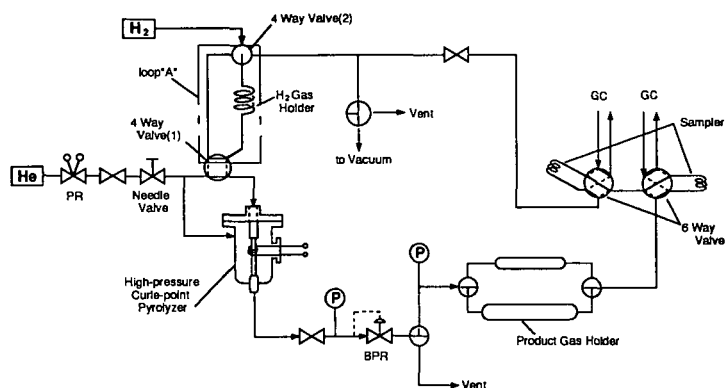 H₂
4 Way Valve(2)
loop"A"
H₂ Gas
Holder
4 Way
Valve(1)
Vent
to Vacuum
GC
GC
Sampler
He
PR
Needle
Valve
6 Way
Valve
High-pressure
Curie-point
Pyrolyzer
P
P
BPR
Product Gas Holder
Vent